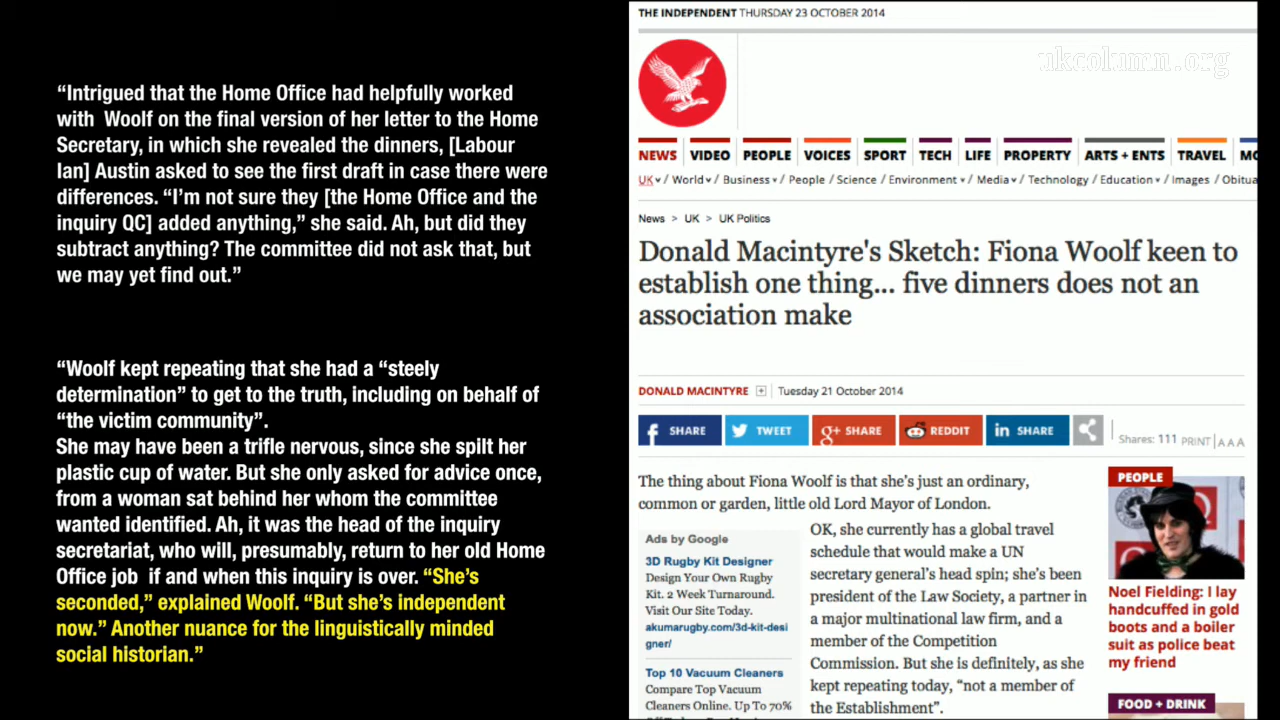 “Intrigued that the Home Office had helpfully worked
with Woolf on the final version of her letter to the Home
Secretary, in which she revealed the dinners, [Labour
Ian] Austin asked to see the first draft in case there were
differences. “I’m not sure they [the Home Office and the
inquiry QC] added anything,” she said. Ah, but did they
subtract anything? The committee did not ask that, but
we may yet find out.”
“Woolf kept repeating that she had a “steely
determination” to get to the truth, including on behalf of
“the victim community”.
She may have been a trifle nervous, since she spilt her
plastic cup of water. But she only asked for advice once,
from a woman sat behind her whom the committee
wanted identified. Ah, it was the head of the inquiry
secretariat, who will, presumably, return to her old Home
Office job if and when this inquiry is over. “She’s
seconded,” explained Woolf. “But she’s independent
now.” Another nuance for the linguistically minded
social historian.”
THE INDEPENDENT THURSDAY 23 OCTOBER 2014
ukcolumn.org
NEWS VIDEO PEOPLE VOICES SPORT TECH LIFE PROPERTY ARTS + ENTS TRAVEL MO
UK / World / Business / People / Science / Environment / Media / Technology / Education / Images / Obitua
News > UK > UK Politics
Donald Macintyre's Sketch: Fiona Woolf keen to
establish one thing... five dinners does not an
association make
DONALD MACINTYRE + Tuesday 21 October 2014
f SHARE TWEET g+ SHARE REDDIT in SHARE Shares: 111 PRINT A A A
The thing about Fiona Woolf is that she’s just an ordinary,
common or garden, little old Lord Mayor of London.
Ads by Google
3D Rugby Kit Designer
Design Your Own Rugby
Kit. 2 Week Turnaround.
Visit Our Site Today.
akumarugby.com/3d-kit-desi
gner/
Top 10 Vacuum Cleaners
Compare Top Vacuum
Cleaners Online. Up To 70%
OK, she currently has a global travel
schedule that would make a UN
secretary general’s head spin; she’s been
president of the Law Society, a partner in
a major multinational law firm, and a
member of the Competition
Commission. But she is definitely, as she
kept repeating today, “not a member of
the Establishment”.
PEOPLE
Noel Fielding: I lay
handcuffed in gold
boots and a boiler
suit as police beat
my friend
FOOD + DRINK